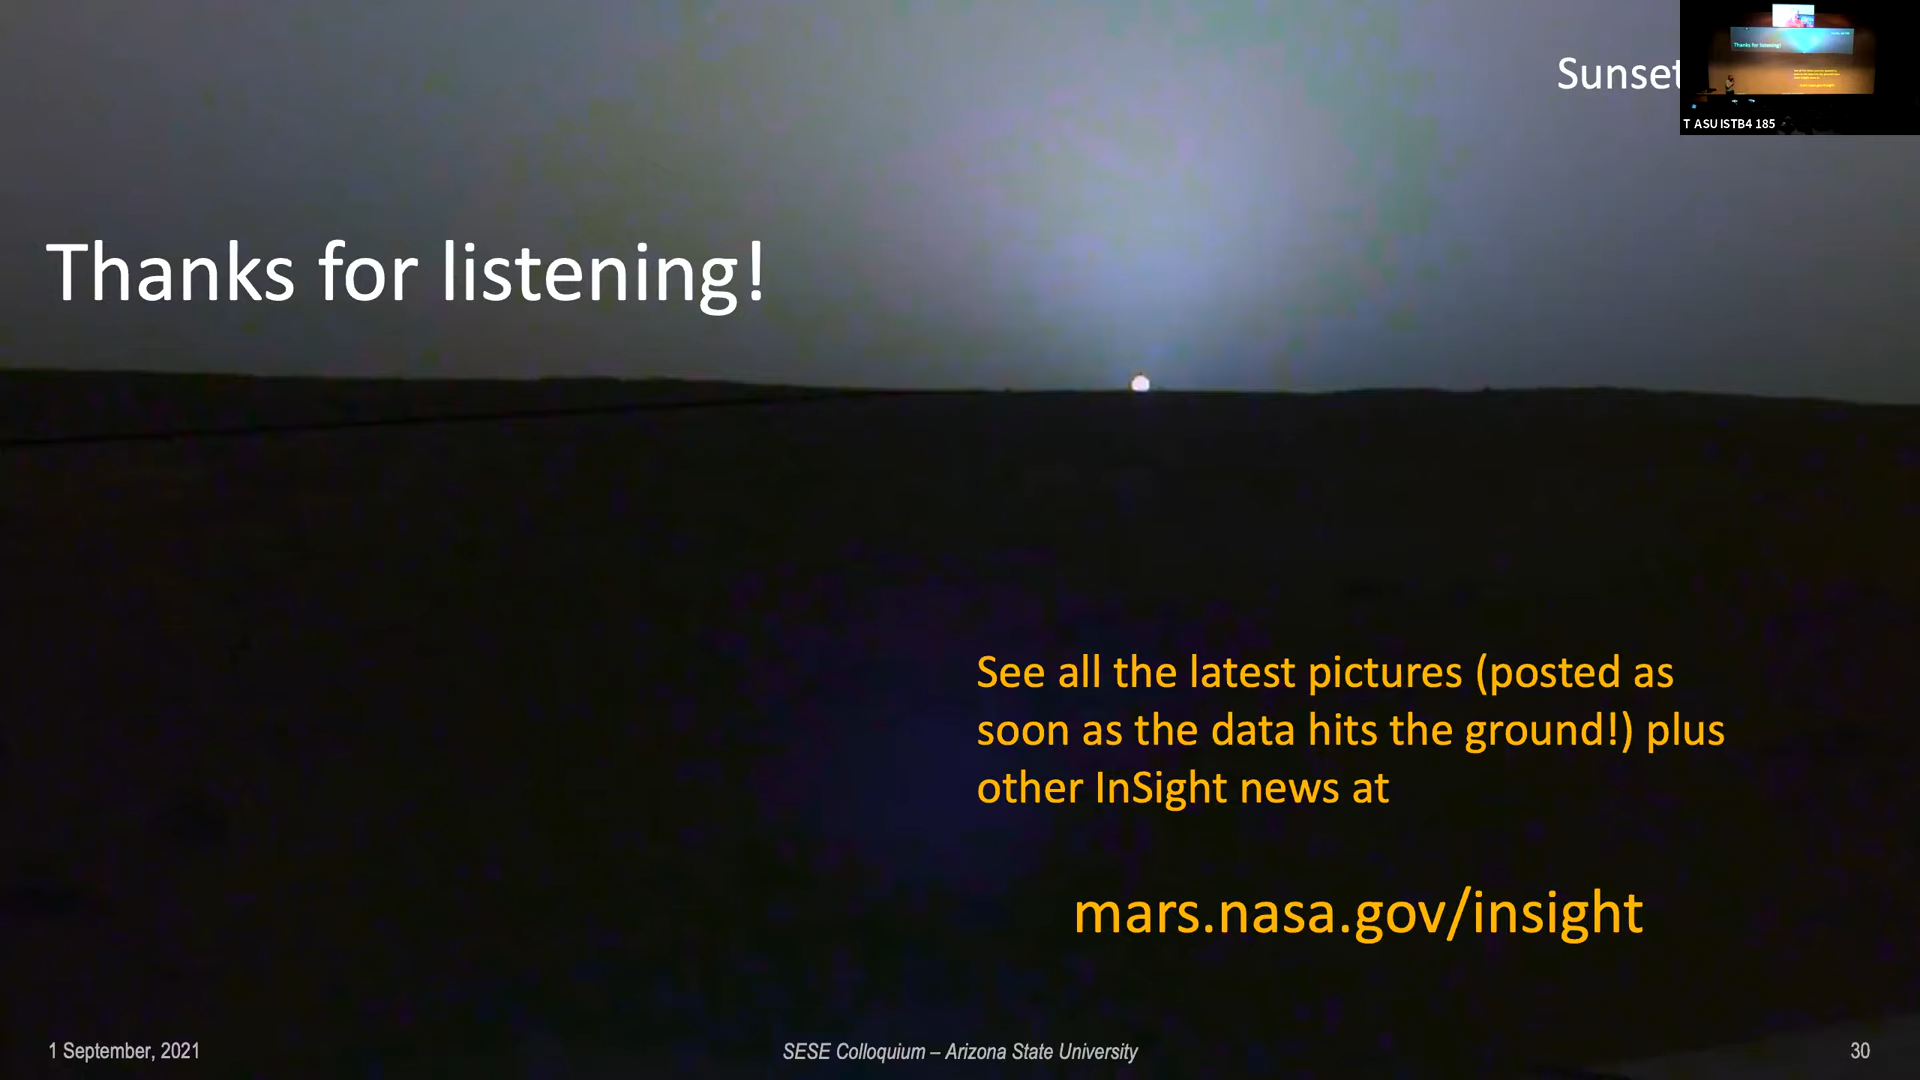 Sunset
T ASU ISTB4 185
Thanks for listening!
See all the latest pictures (posted as
soon as the data hits the ground!) plus
other InSight news at
mars.nasa.gov/insight
1 September, 2021
SESE Colloquium – Arizona State University
30